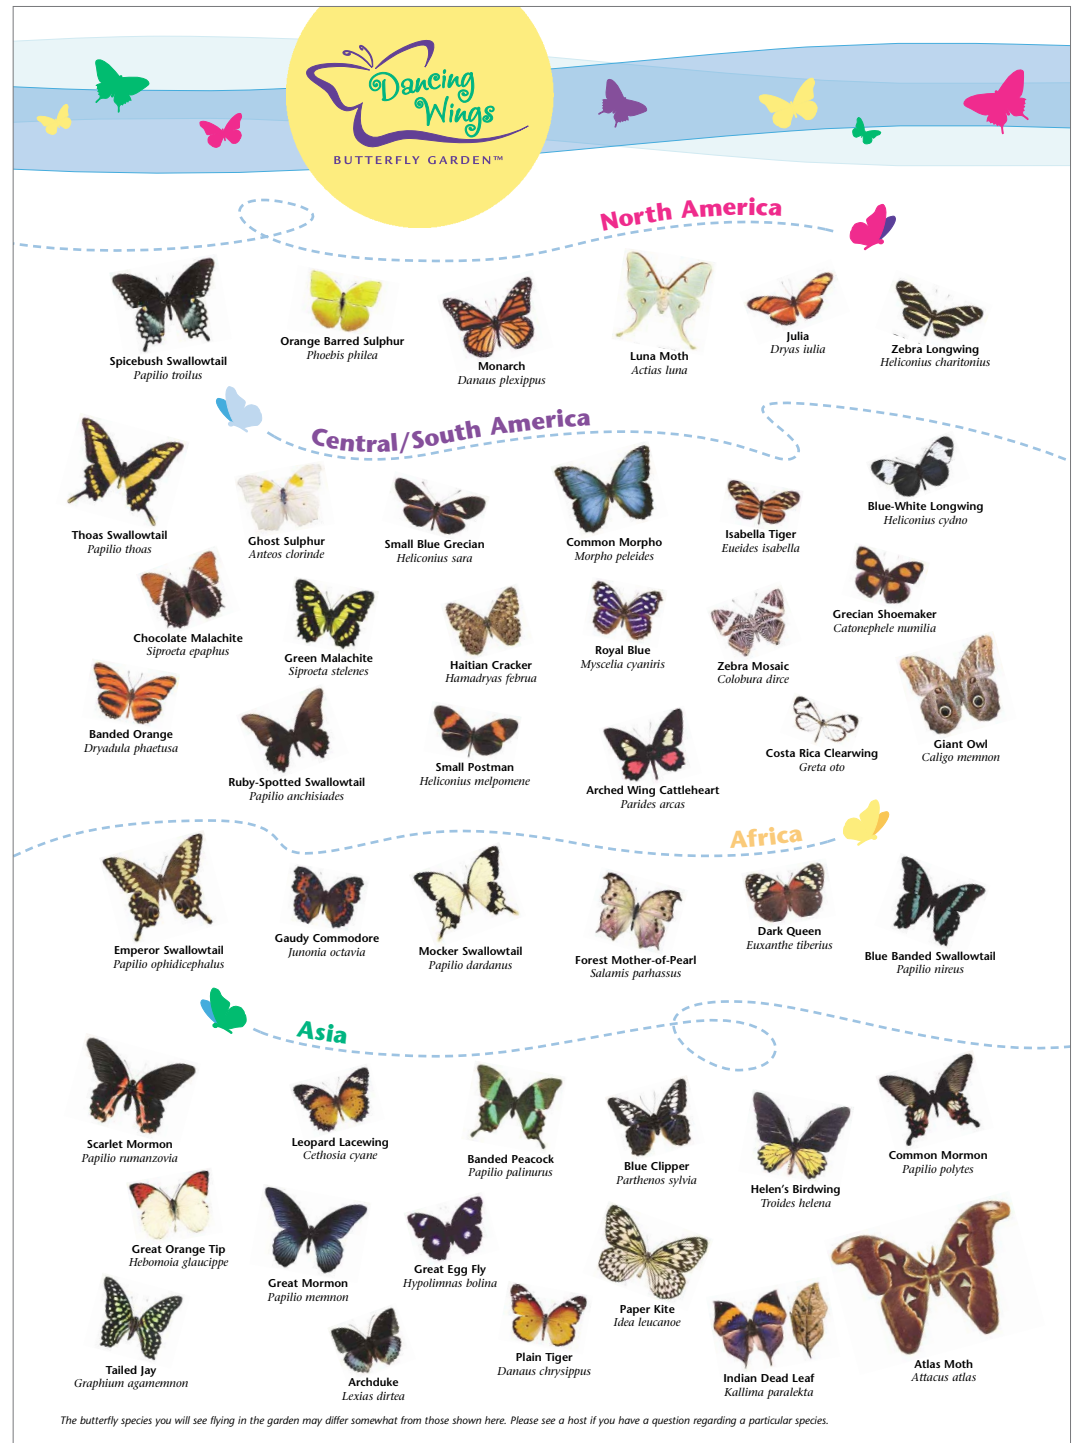 Dancing
Wings
BUTTERFLY GARDEN™
North America
Spicebush Swallowtail
Papilio troilus
Orange Barred Sulphur
Phoebis philea
Monarch
Danaus plexippus
Luna Moth
Actias luna
Julia
Dryas iulia
Zebra Longwing
Heliconius charitonius
Central/South America
Thoas Swallowtail
Papilio thoas
Ghost Sulphur
Anteos clorinde
Small Blue Grecian
Heliconius sara
Common Morpho
Morpho peleides
Isabella Tiger
Eueides isabella
Blue-White Longwing
Heliconius cydno
Chocolate Malachite
Siproeta epaphus
Green Malachite
Siproeta stelenes
Haitian Cracker
Hamadryas februa
Royal Blue
Myscelia cyaniris
Zebra Mosaic
Colobura dirce
Grecian Shoemaker
Catonephele numilia
Banded Orange
Dryadula phaetusa
Ruby-Spotted Swallowtail
Papilio anchisiades
Small Postman
Heliconius melpomene
Arched Wing Cattleheart
Parides arcas
Costa Rica Clearwing
Greta oto
Giant Owl
Caligo memnon
Africa
Emperor Swallowtail
Papilio ophidicephalus
Gaudy Commodore
Junonia octavia
Mocker Swallowtail
Papilio dardanus
Forest Mother-of-Pearl
Salamis parhassus
Dark Queen
Euxanthe tiberius
Blue Banded Swallowtail
Papilio nireus
Asia
Scarlet Mormon
Papilio rumanzovia
Leopard Lacewing
Cethosia cyane
Banded Peacock
Papilio palinurus
Blue Clipper
Parthenos sylvia
Helen's Birdwing
Troides helena
Common Mormon
Papilio polytes
Great Orange Tip
Hebomoia glaucippe
Great Mormon
Papilio memnon
Great Egg Fly
Hypolimnas bolina
Paper Kite
Idea leucanoe
Tailed Jay
Graphium agamemnon
Archduke
Lexias dirtea
Plain Tiger
Danaus chrysippus
Indian Dead Leaf
Kallima paralekta
Atlas Moth
Attacus atlas
The butterfly species you will see flying in the garden may differ somewhat from those shown here. Please see a host if you have a question regarding a particular species.